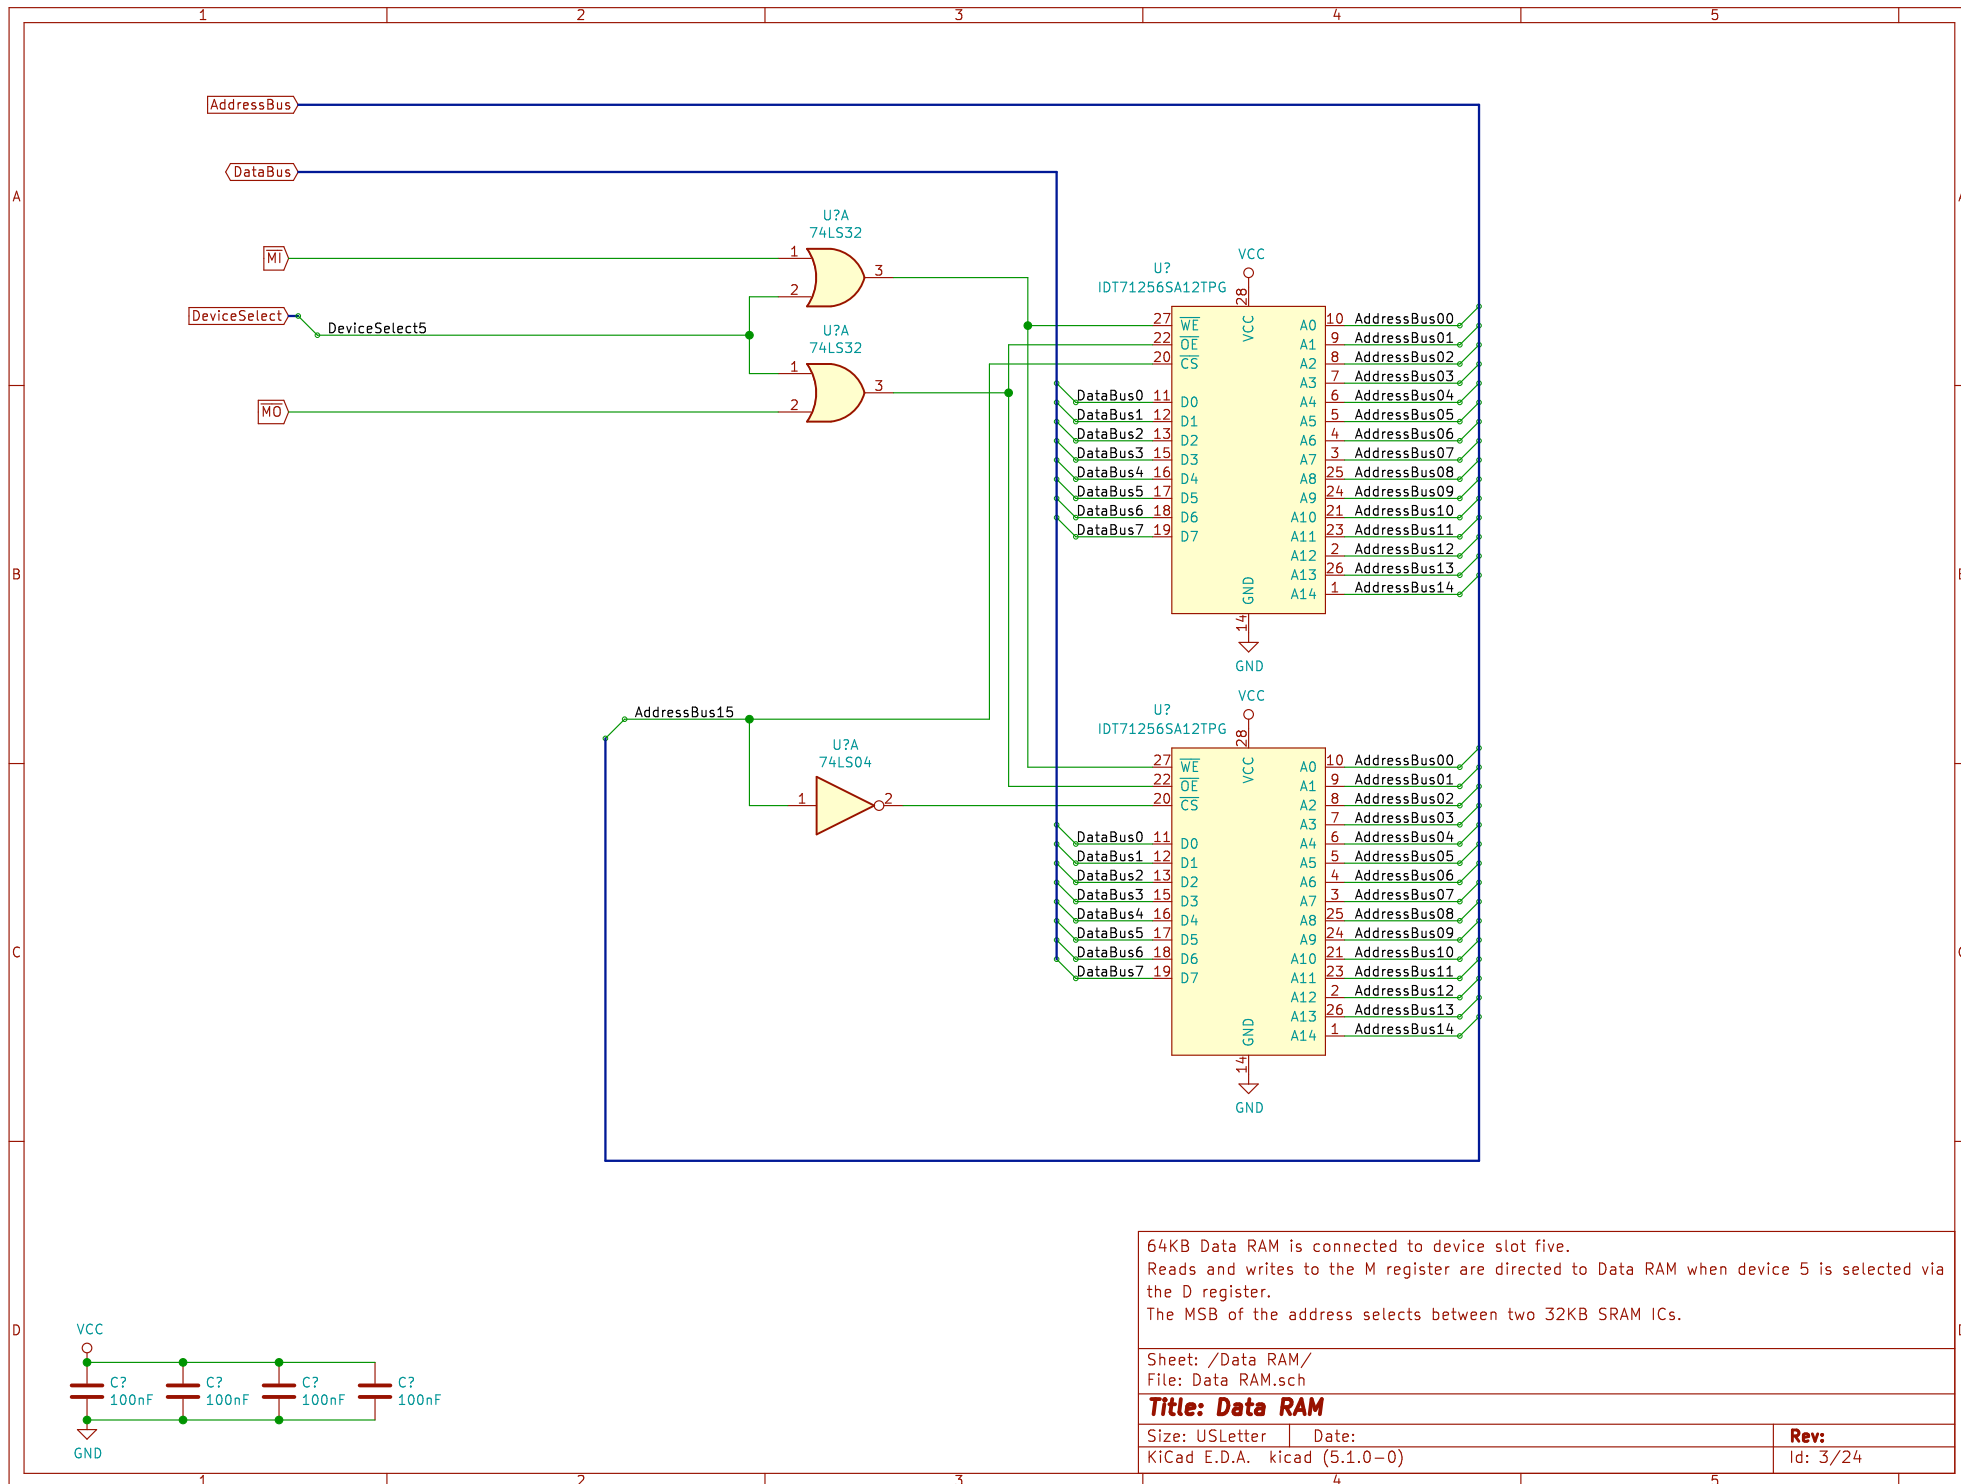 1 2 3 4 5
A
B
C
D
AddressBus
DataBus
MI
DeviceSelect
DeviceSelect5
MO
U?A
74LS32
1
2
3
U?A
74LS32
1
2
3
AddressBus15
U?A
74LS04
1
2
VCC
28
U?
IDT71256SA12TPG
VCC
27 WE A0 10 AddressBus00
22 OE A1 9 AddressBus01
20 CS A2 8 AddressBus02
A3 7 AddressBus03
DataBus0 11 D0 A4 6 AddressBus04
DataBus1 12 D1 A5 5 AddressBus05
DataBus2 13 D2 A6 4 AddressBus06
DataBus3 15 D3 A7 3 AddressBus07
DataBus4 16 D4 A8 25 AddressBus08
DataBus5 17 D5 A9 24 AddressBus09
DataBus6 18 D6 A10 21 AddressBus10
DataBus7 19 D7 A11 23 AddressBus11
A12 2 AddressBus12
A13 26 AddressBus13
GND A14 1 AddressBus14
14
GND
VCC
28
U?
IDT71256SA12TPG
VCC
27 WE A0 10 AddressBus00
22 OE A1 9 AddressBus01
20 CS A2 8 AddressBus02
A3 7 AddressBus03
DataBus0 11 D0 A4 6 AddressBus04
DataBus1 12 D1 A5 5 AddressBus05
DataBus2 13 D2 A6 4 AddressBus06
DataBus3 15 D3 A7 3 AddressBus07
DataBus4 16 D4 A8 25 AddressBus08
DataBus5 17 D5 A9 24 AddressBus09
DataBus6 18 D6 A10 21 AddressBus10
DataBus7 19 D7 A11 23 AddressBus11
A12 2 AddressBus12
A13 26 AddressBus13
GND A14 1 AddressBus14
14
GND
VCC
C? C? C? C?
100nF 100nF 100nF 100nF
GND
64KB Data RAM is connected to device slot five.
Reads and writes to the M register are directed to Data RAM when device 5 is selected via
the D register.
The MSB of the address selects between two 32KB SRAM ICs.
Sheet: /Data RAM/
File: Data RAM.sch
Title: Data RAM
Size: USLetter Date: Rev:
KiCad E.D.A. kicad (5.1.0-0) Id: 3/24
1 2 3 4 5